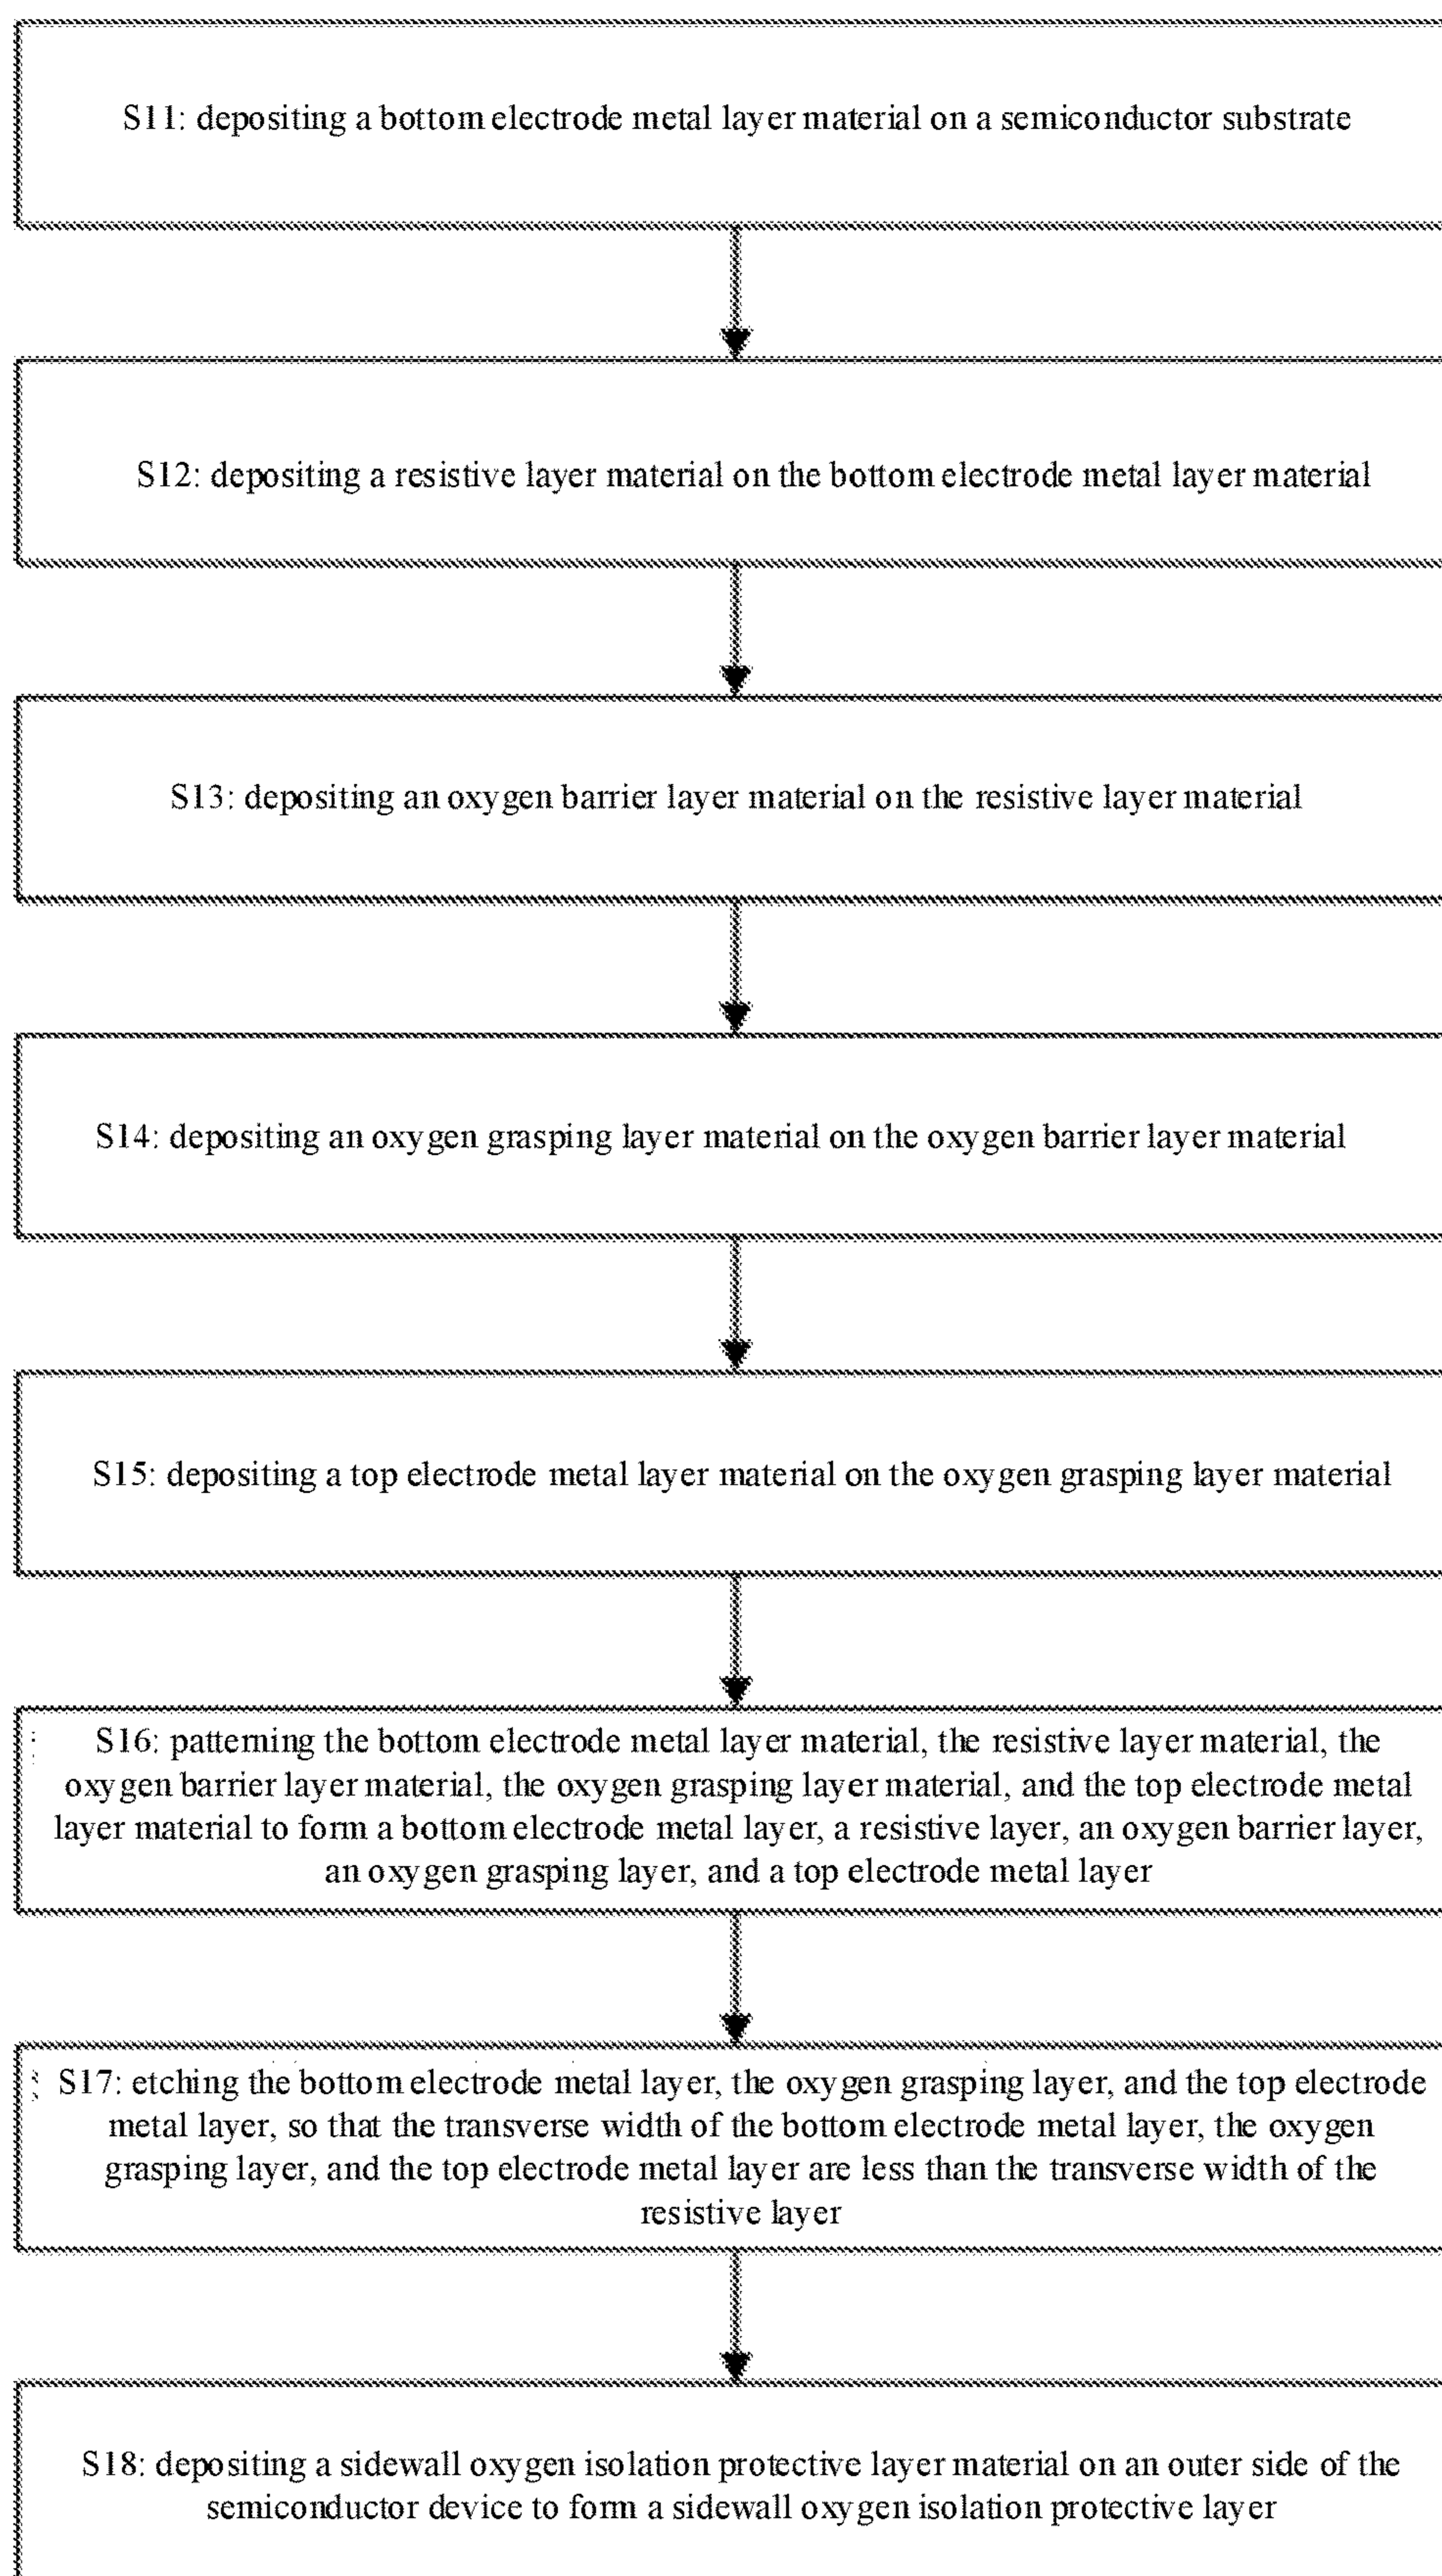 S11: depositing a bottom electrode metal layer material on a semiconductor substrate
S12: depositing a resistive layer material on the bottom electrode metal layer material
S13: depositing an oxygen barrier layer material on the resistive layer material
S14: depositing an oxygen grasping layer material on the oxygen barrier layer material
S15: depositing a top electrode metal layer material on the oxygen grasping layer material
S16: patterning the bottom electrode metal layer material, the resistive layer material, the
oxygen barrier layer material, the oxygen grasping layer material, and the top electrode metal
layer material to form a bottom electrode metal layer, a resistive layer, an oxygen barrier layer,
an oxygen grasping layer, and a top electrode metal layer
S17: etching the bottom electrode metal layer, the oxygen grasping layer, and the top electrode
metal layer, so that the transverse width of the bottom electrode metal layer, the oxygen
grasping layer, and the top electrode metal layer are less than the transverse width of the
resistive layer
S18: depositing a sidewall oxygen isolation protective layer material on an outer side of the
semiconductor device to form a sidewall oxygen isolation protective layer